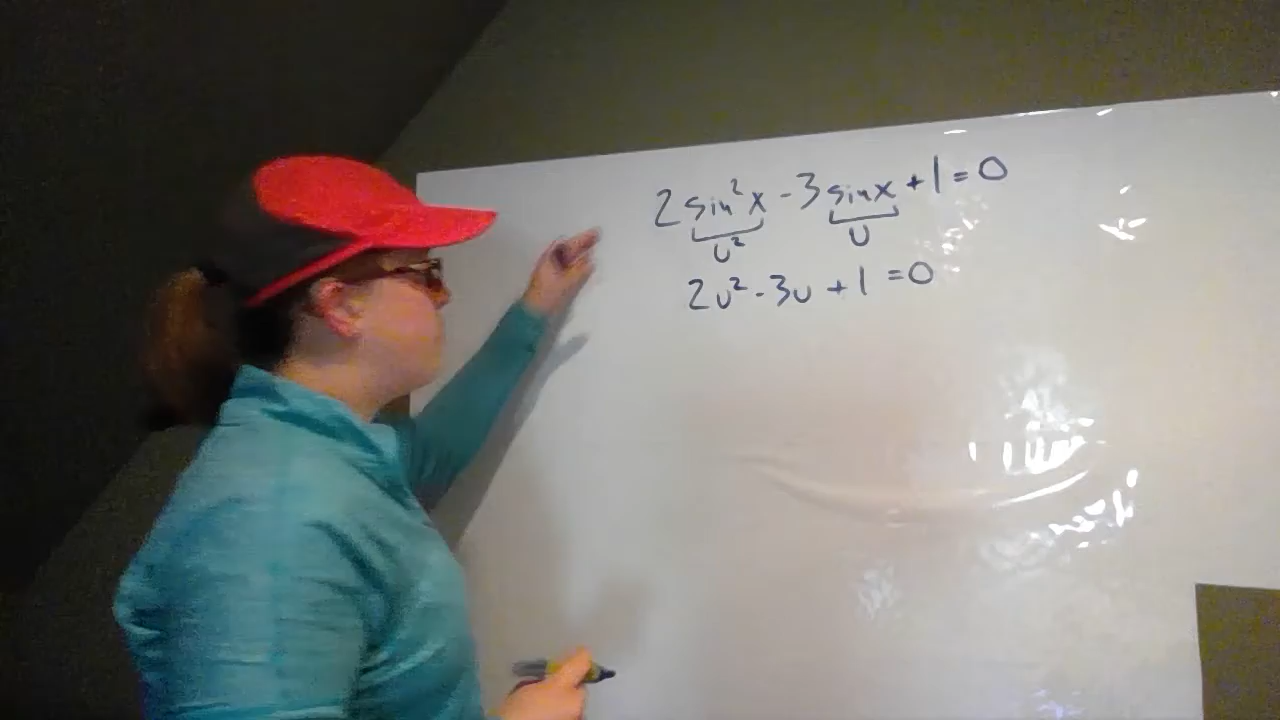 2 sin²x - 3 sinx + 1 = 0
u² u
2u² - 3u + 1 = 0